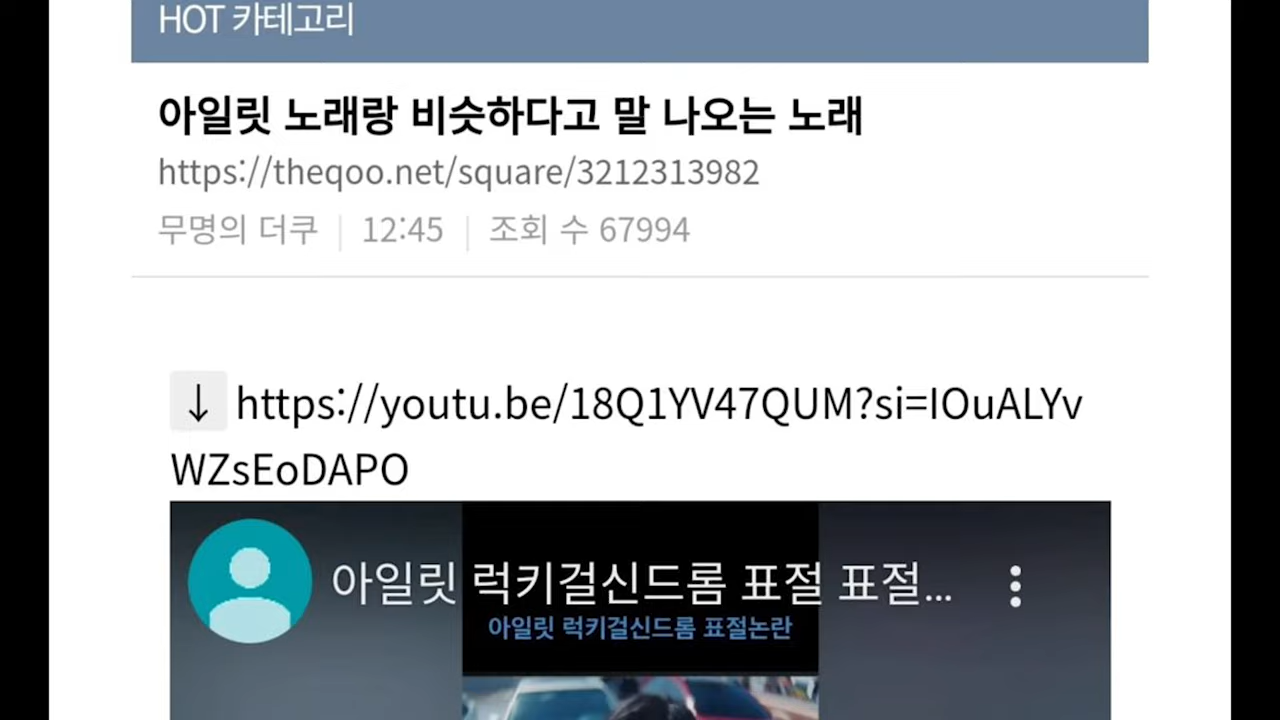 HOT 카테고리
아일릿 노래랑 비슷하다고 말 나오는 노래
https://theqoo.net/square/3212313982
무명의 더쿠 | 12:45 | 조회 수 67994
↓ https://youtu.be/18Q1YV47QUM?si=IOuALYv
WZsEoDAPO
아일릿 럭키걸신드롬 표절 표절...
아일릿 럭키걸신드롬 표절논란